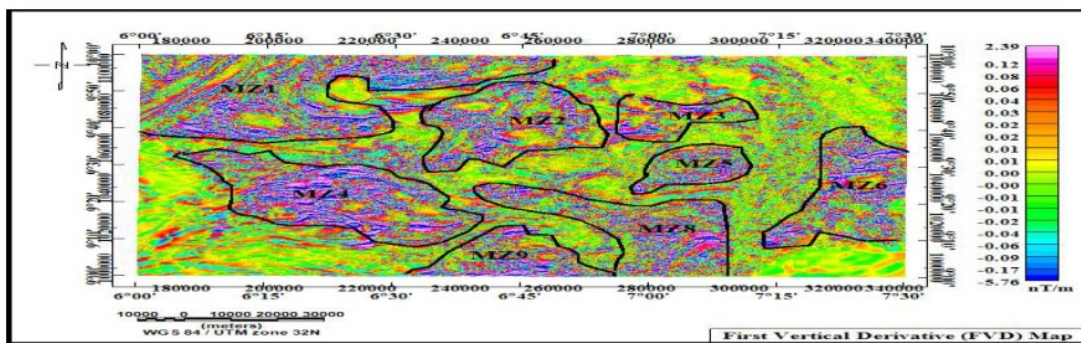 6°00' 6°15' 6°30' 6°45' 7°00' 7°15' 7°30'
180000 200000 220000 240000 260000 280000 300000 320000 340000
N
MZ1
MZ2
MZ3
MZ4
MZ5
MZ6
MZ8
MZ9
2.39
0.12
0.08
0.06
0.04
0.03
0.02
0.01
0.01
0.00
-0.00
-0.01
-0.01
-0.02
-0.04
-0.06
-0.09
-0.17
-5.76
nT/m
180000 200000 220000 240000 260000 280000 300000 320000 340000
6°00' 6°15' 6°30' 6°45' 7°00' 7°15' 7°30'
10000 0 10000 20000 30000
(meters)
WGS 84 / UTM zone 32N
First Vertical Derivative (FVD) Map